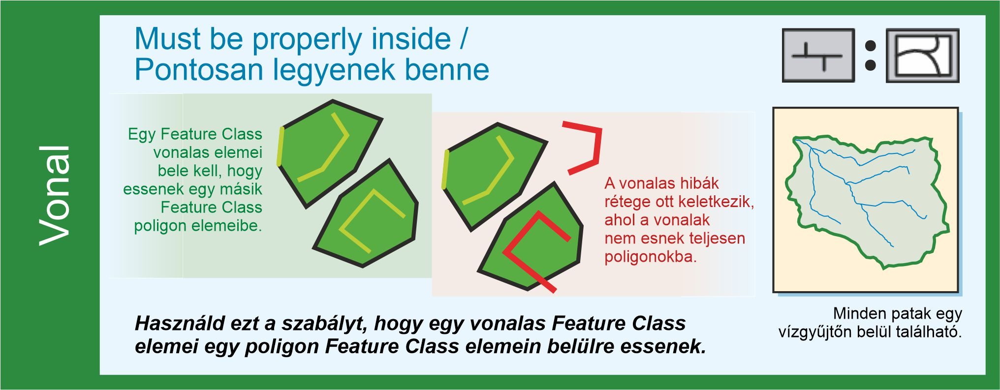 Vonal
Must be properly inside /
Pontosan legyenek benne
Egy Feature Class
vonalas elemei
bele kell, hogy
essenek egy másik
Feature Class
poligon elemeibe.
A vonalas hibák
rétege ott keletkezik,
ahol a vonalak
nem esnek teljesen
poligonokba.
Használd ezt a szabályt, hogy egy vonalas Feature Class
elemei egy poligon Feature Class elemein belülre essenek.
Minden patak egy
vízgyűjtőn belül található.